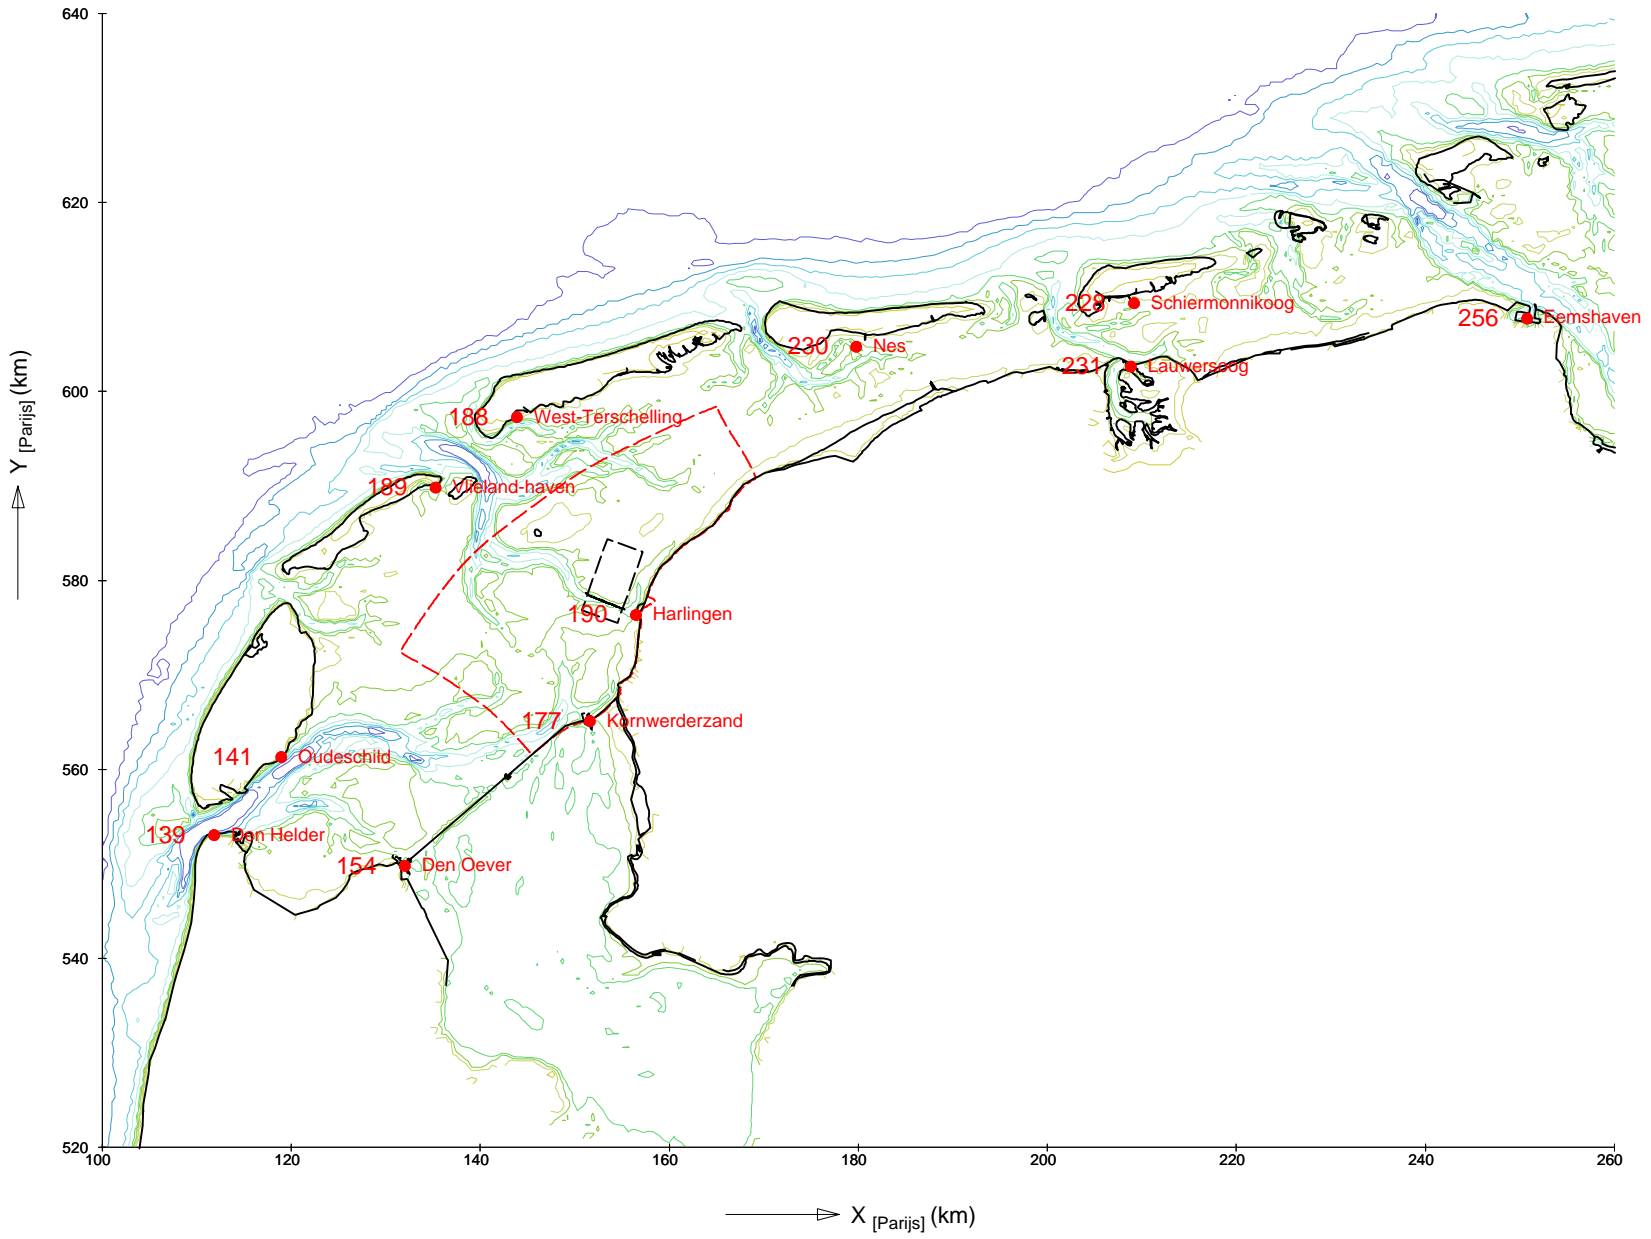 640
620
600
580
560
540
520
Y [Parijs] (km)
100
120
140
160
180
200
220
240
260
X [Parijs] (km)
228 Schiermonnikoog
256 Eemshaven
230 Nes
231 Lauwersoog
188 West-Terschelling
189 Vlieland-haven
190 Harlingen
177 Kornwerderzand
141 Oudeschild
139 Den Helder
154 Den Oever